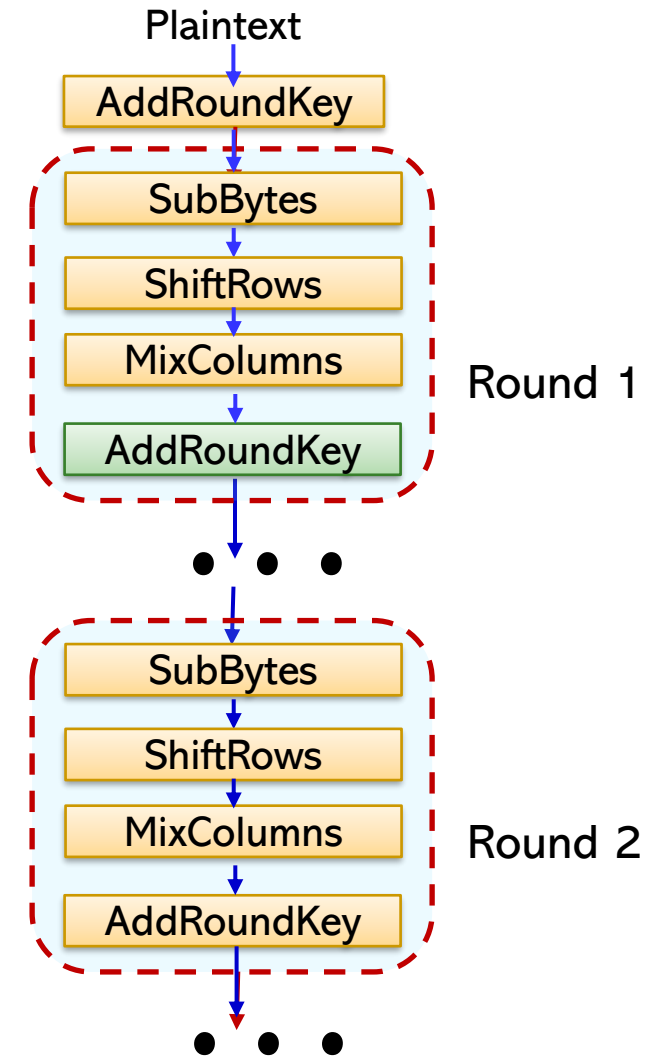 Plaintext
AddRoundKey
SubBytes
ShiftRows
MixColumns
Round 1
AddRoundKey
SubBytes
ShiftRows
MixColumns
Round 2
AddRoundKey